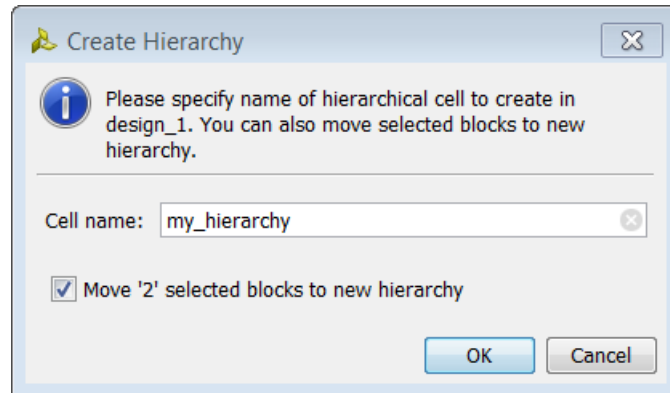 Create Hierarchy
Please specify name of hierarchical cell to create in
design_1. You can also move selected blocks to new
hierarchy.
Cell name: my_hierarchy
Move '2' selected blocks to new hierarchy
OK Cancel